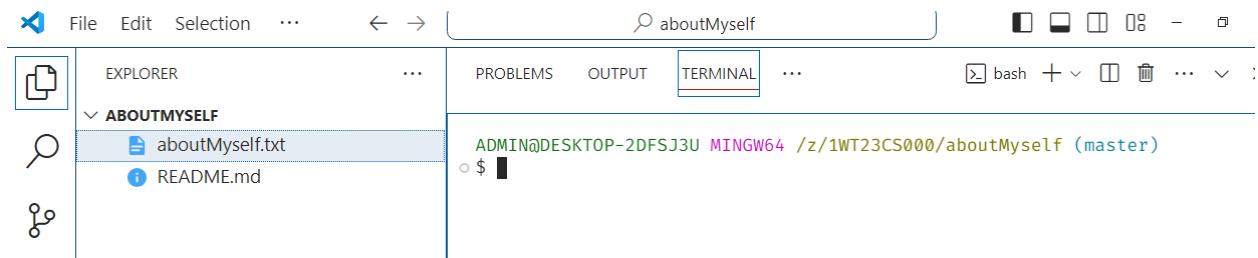 File Edit Selection ··· ← → aboutMyself
EXPLORER ···
ABOUTMYSELF
aboutMyself.txt
README.md
PROBLEMS OUTPUT TERMINAL ··· bash ···
ADMIN@DESKTOP-2DFSJ3U MINGW64 /z/1WT23CS000/aboutMyself (master)
$